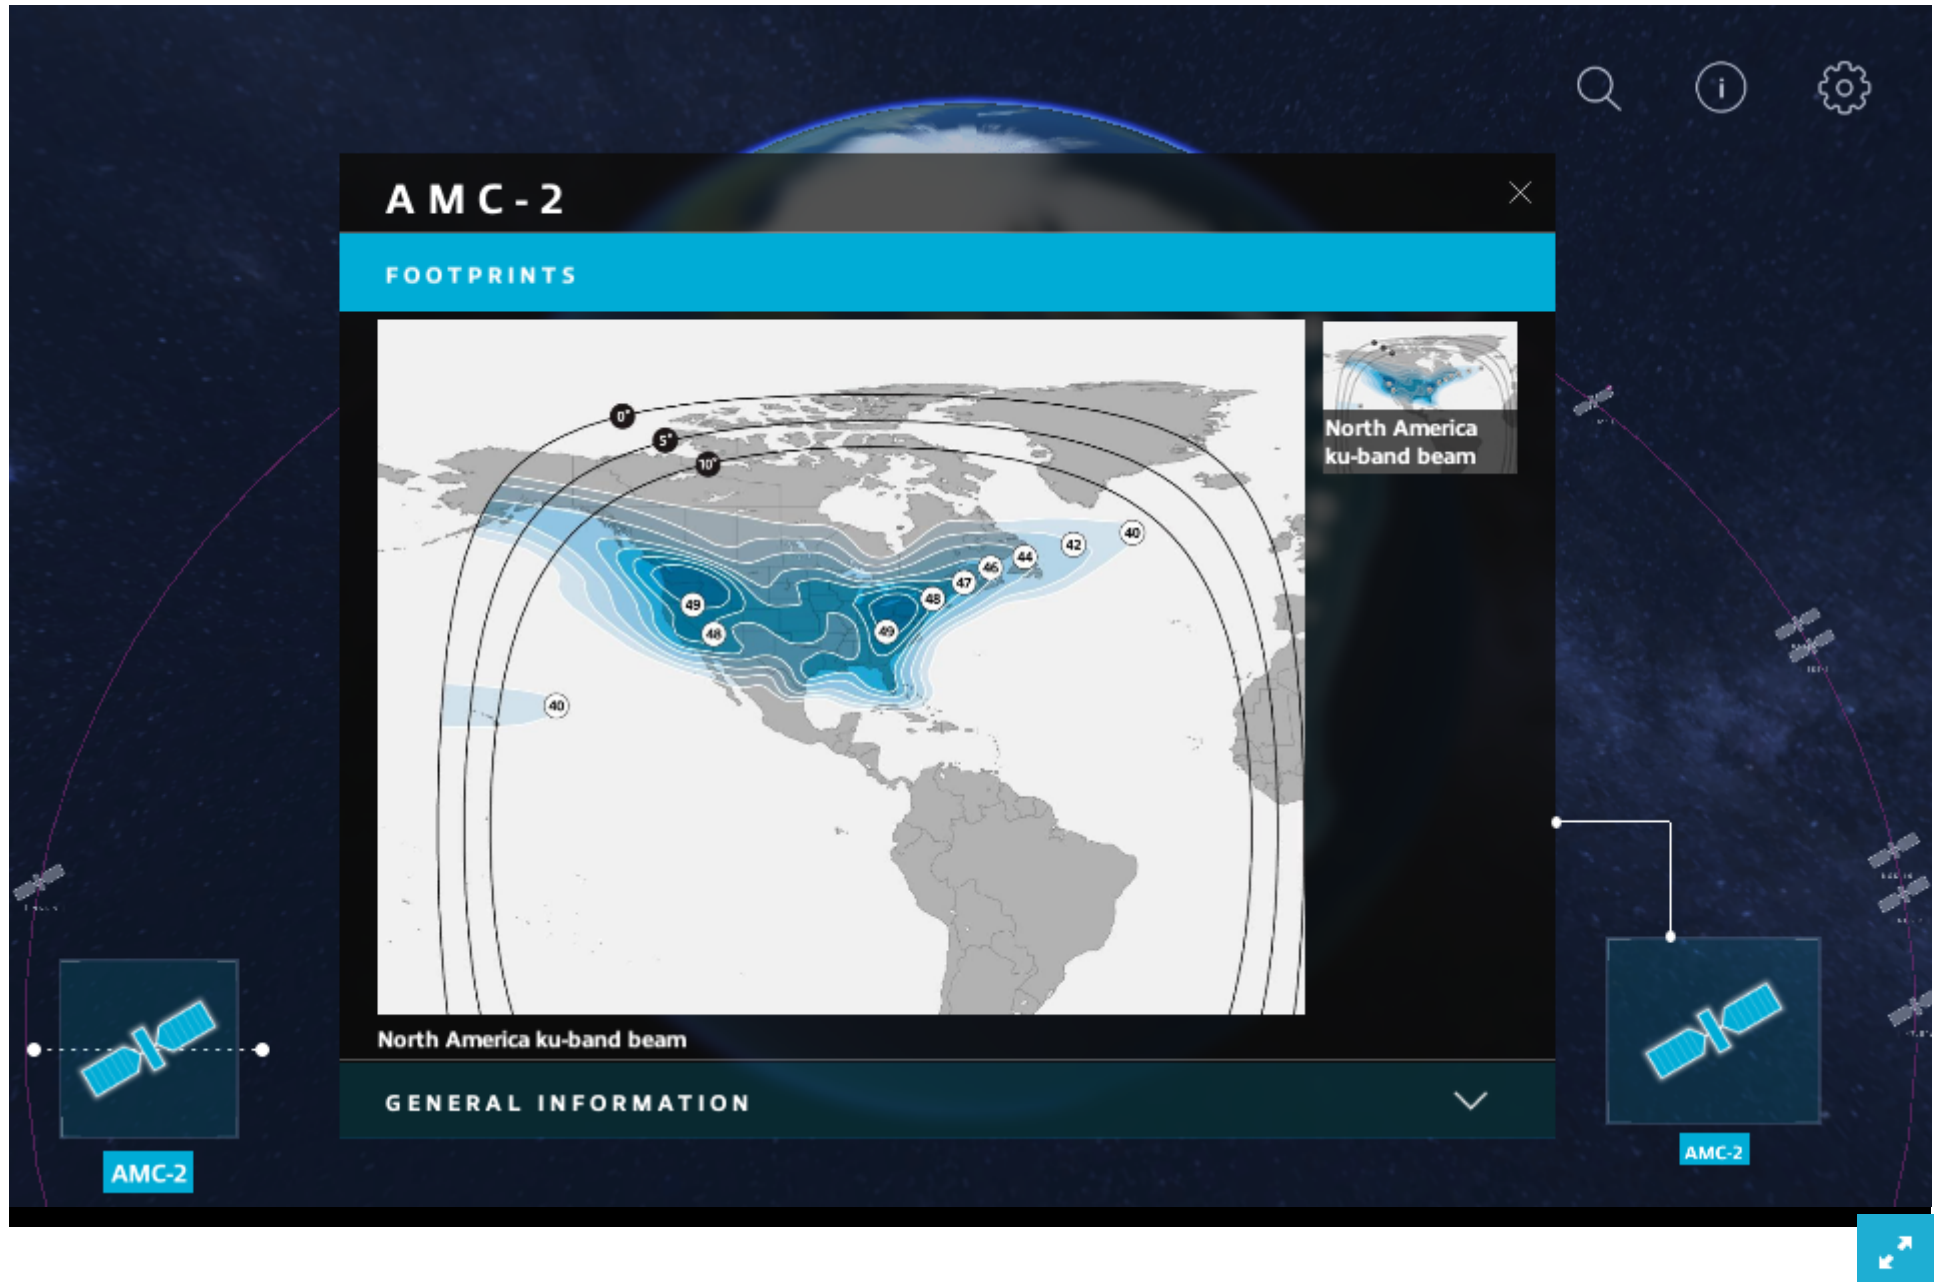 AMC-2
FOOTPRINTS
0°
5°
10°
40
42
44
46
47
48
49
49
48
40
North America
ku-band beam
North America ku-band beam
GENERAL INFORMATION
AMC-2
AMC-2